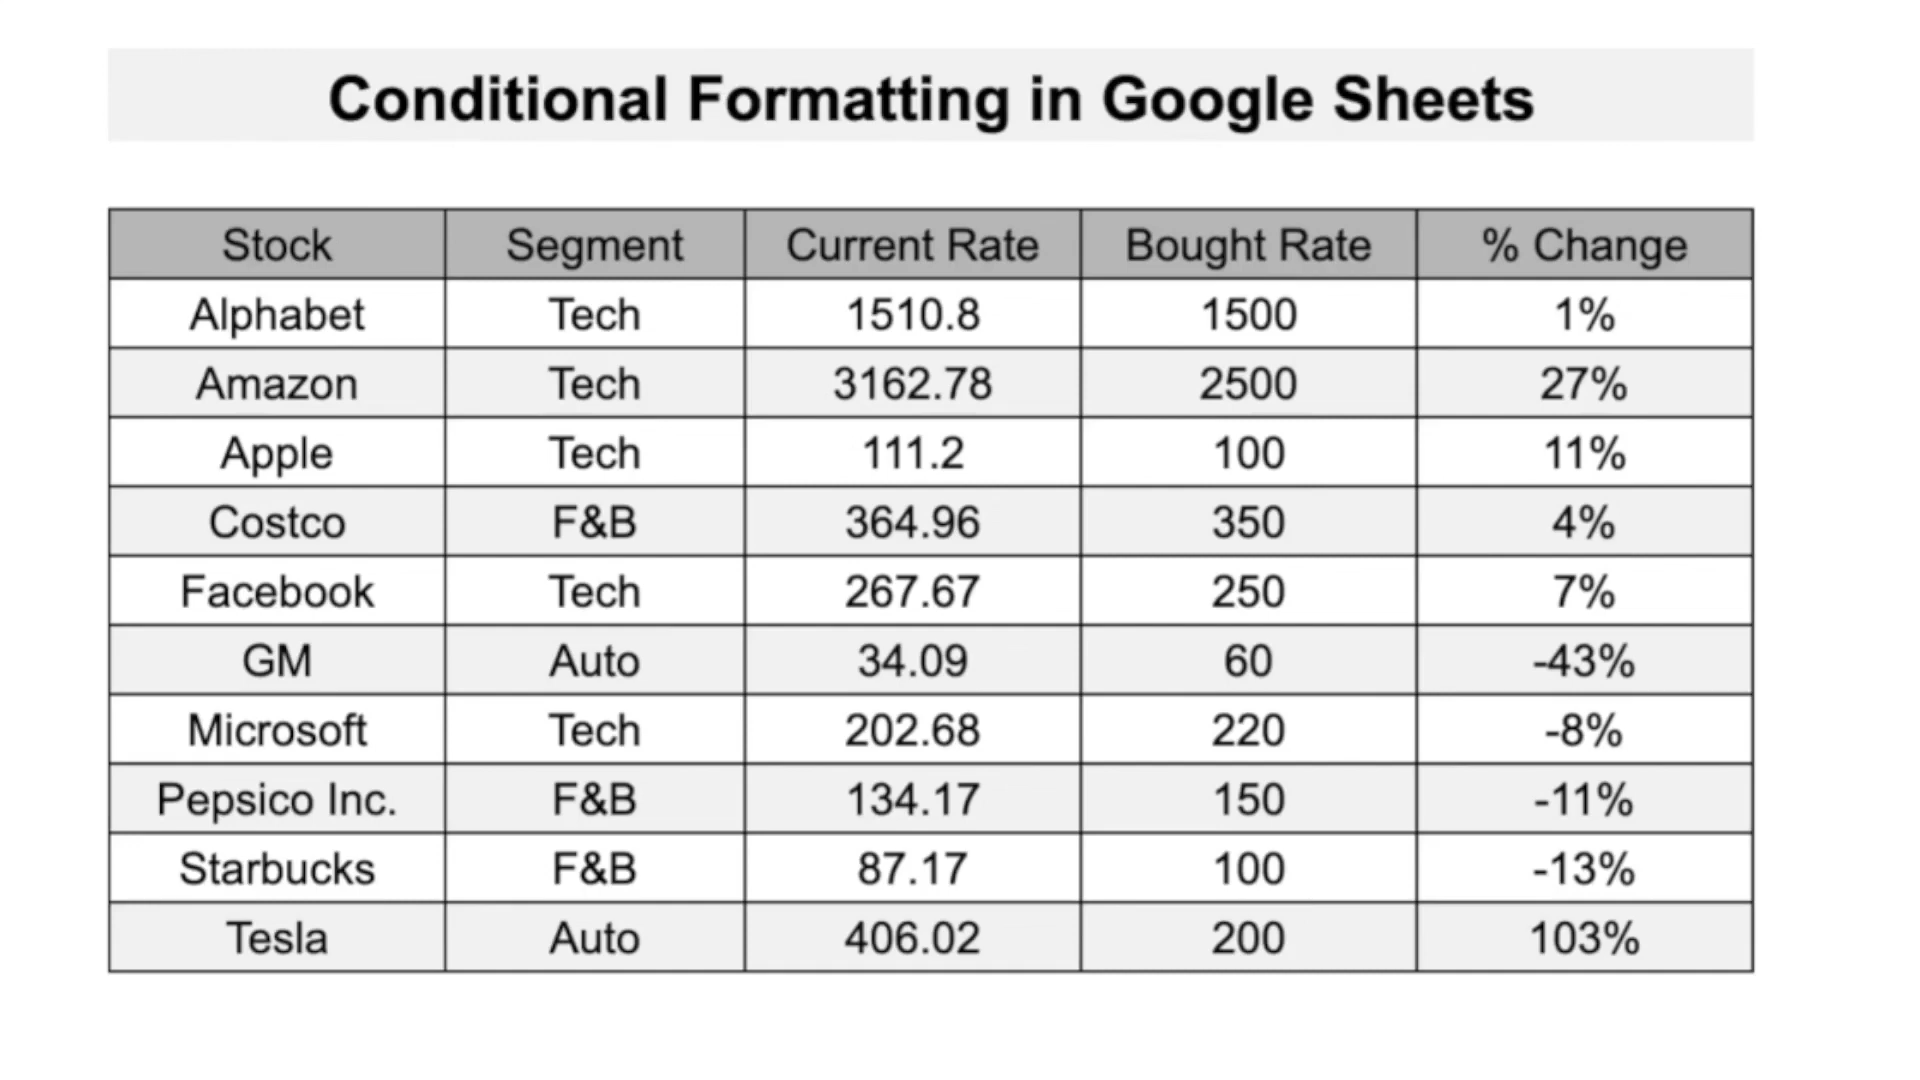 Conditional Formatting in Google Sheets
Stock Segment Current Rate Bought Rate % Change
Alphabet Tech 1510.8 1500 1%
Amazon Tech 3162.78 2500 27%
Apple Tech 111.2 100 11%
Costco F&B 364.96 350 4%
Facebook Tech 267.67 250 7%
GM Auto 34.09 60 -43%
Microsoft Tech 202.68 220 -8%
Pepsico Inc. F&B 134.17 150 -11%
Starbucks F&B 87.17 100 -13%
Tesla Auto 406.02 200 103%